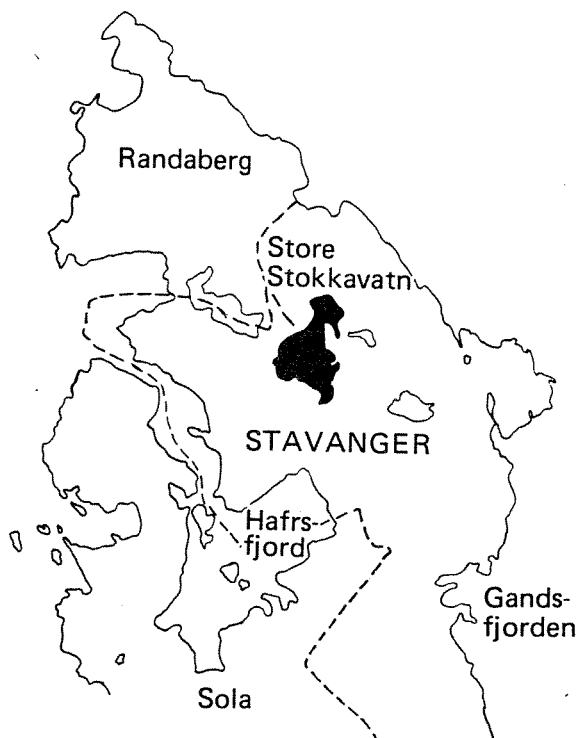 Randaberg
Store
Stokkavatn
STAVANGER
Hafrs-
fjord
Gands-
fjorden
Sola